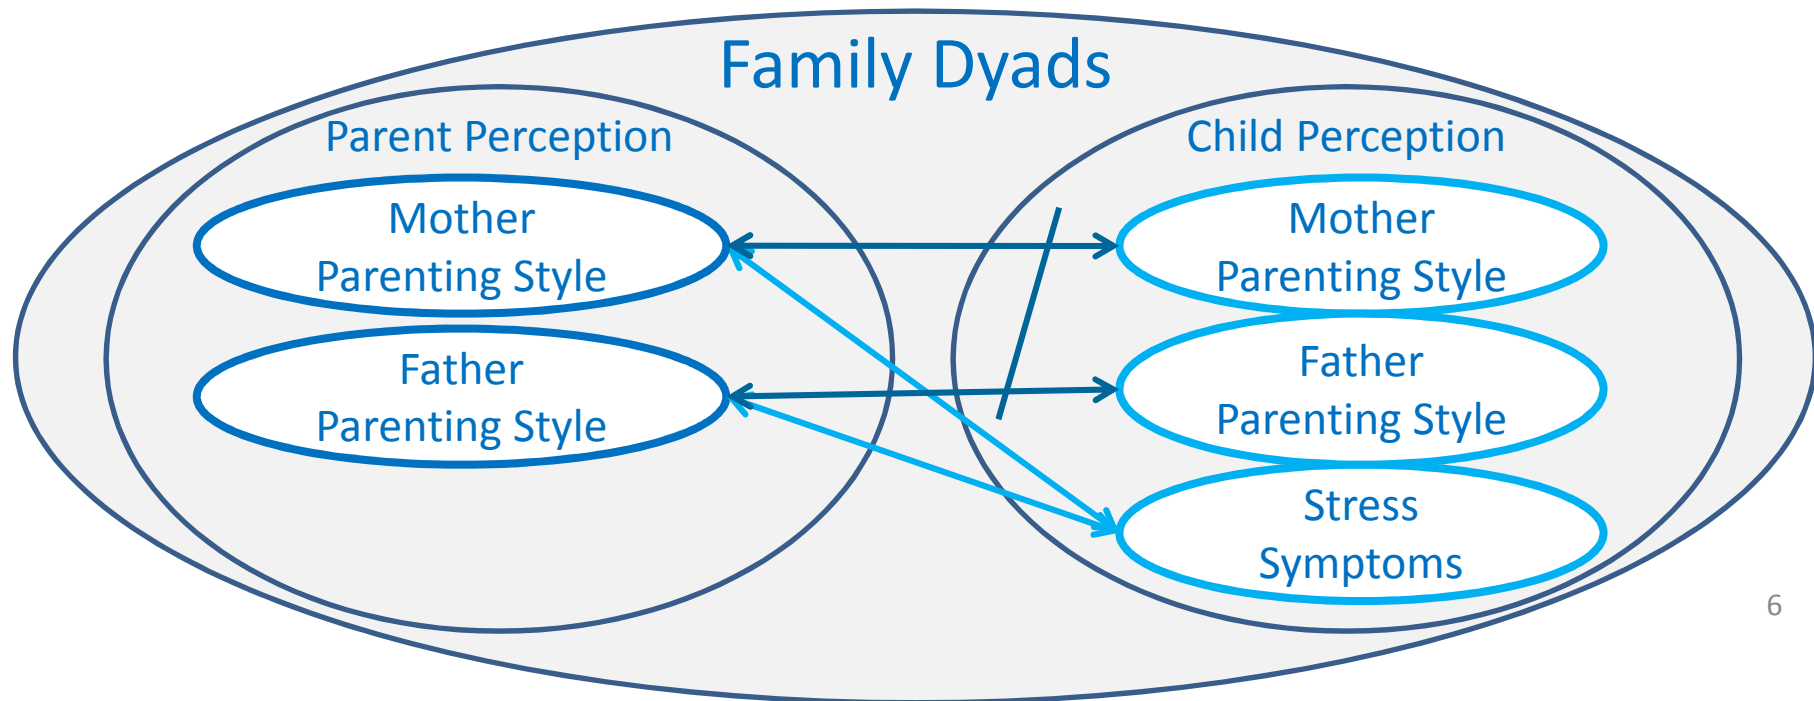 Family Dyads
Parent Perception
Mother
Parenting Style
Father
Parenting Style
Child Perception
Mother
Parenting Style
Father
Parenting Style
Stress
Symptoms
6